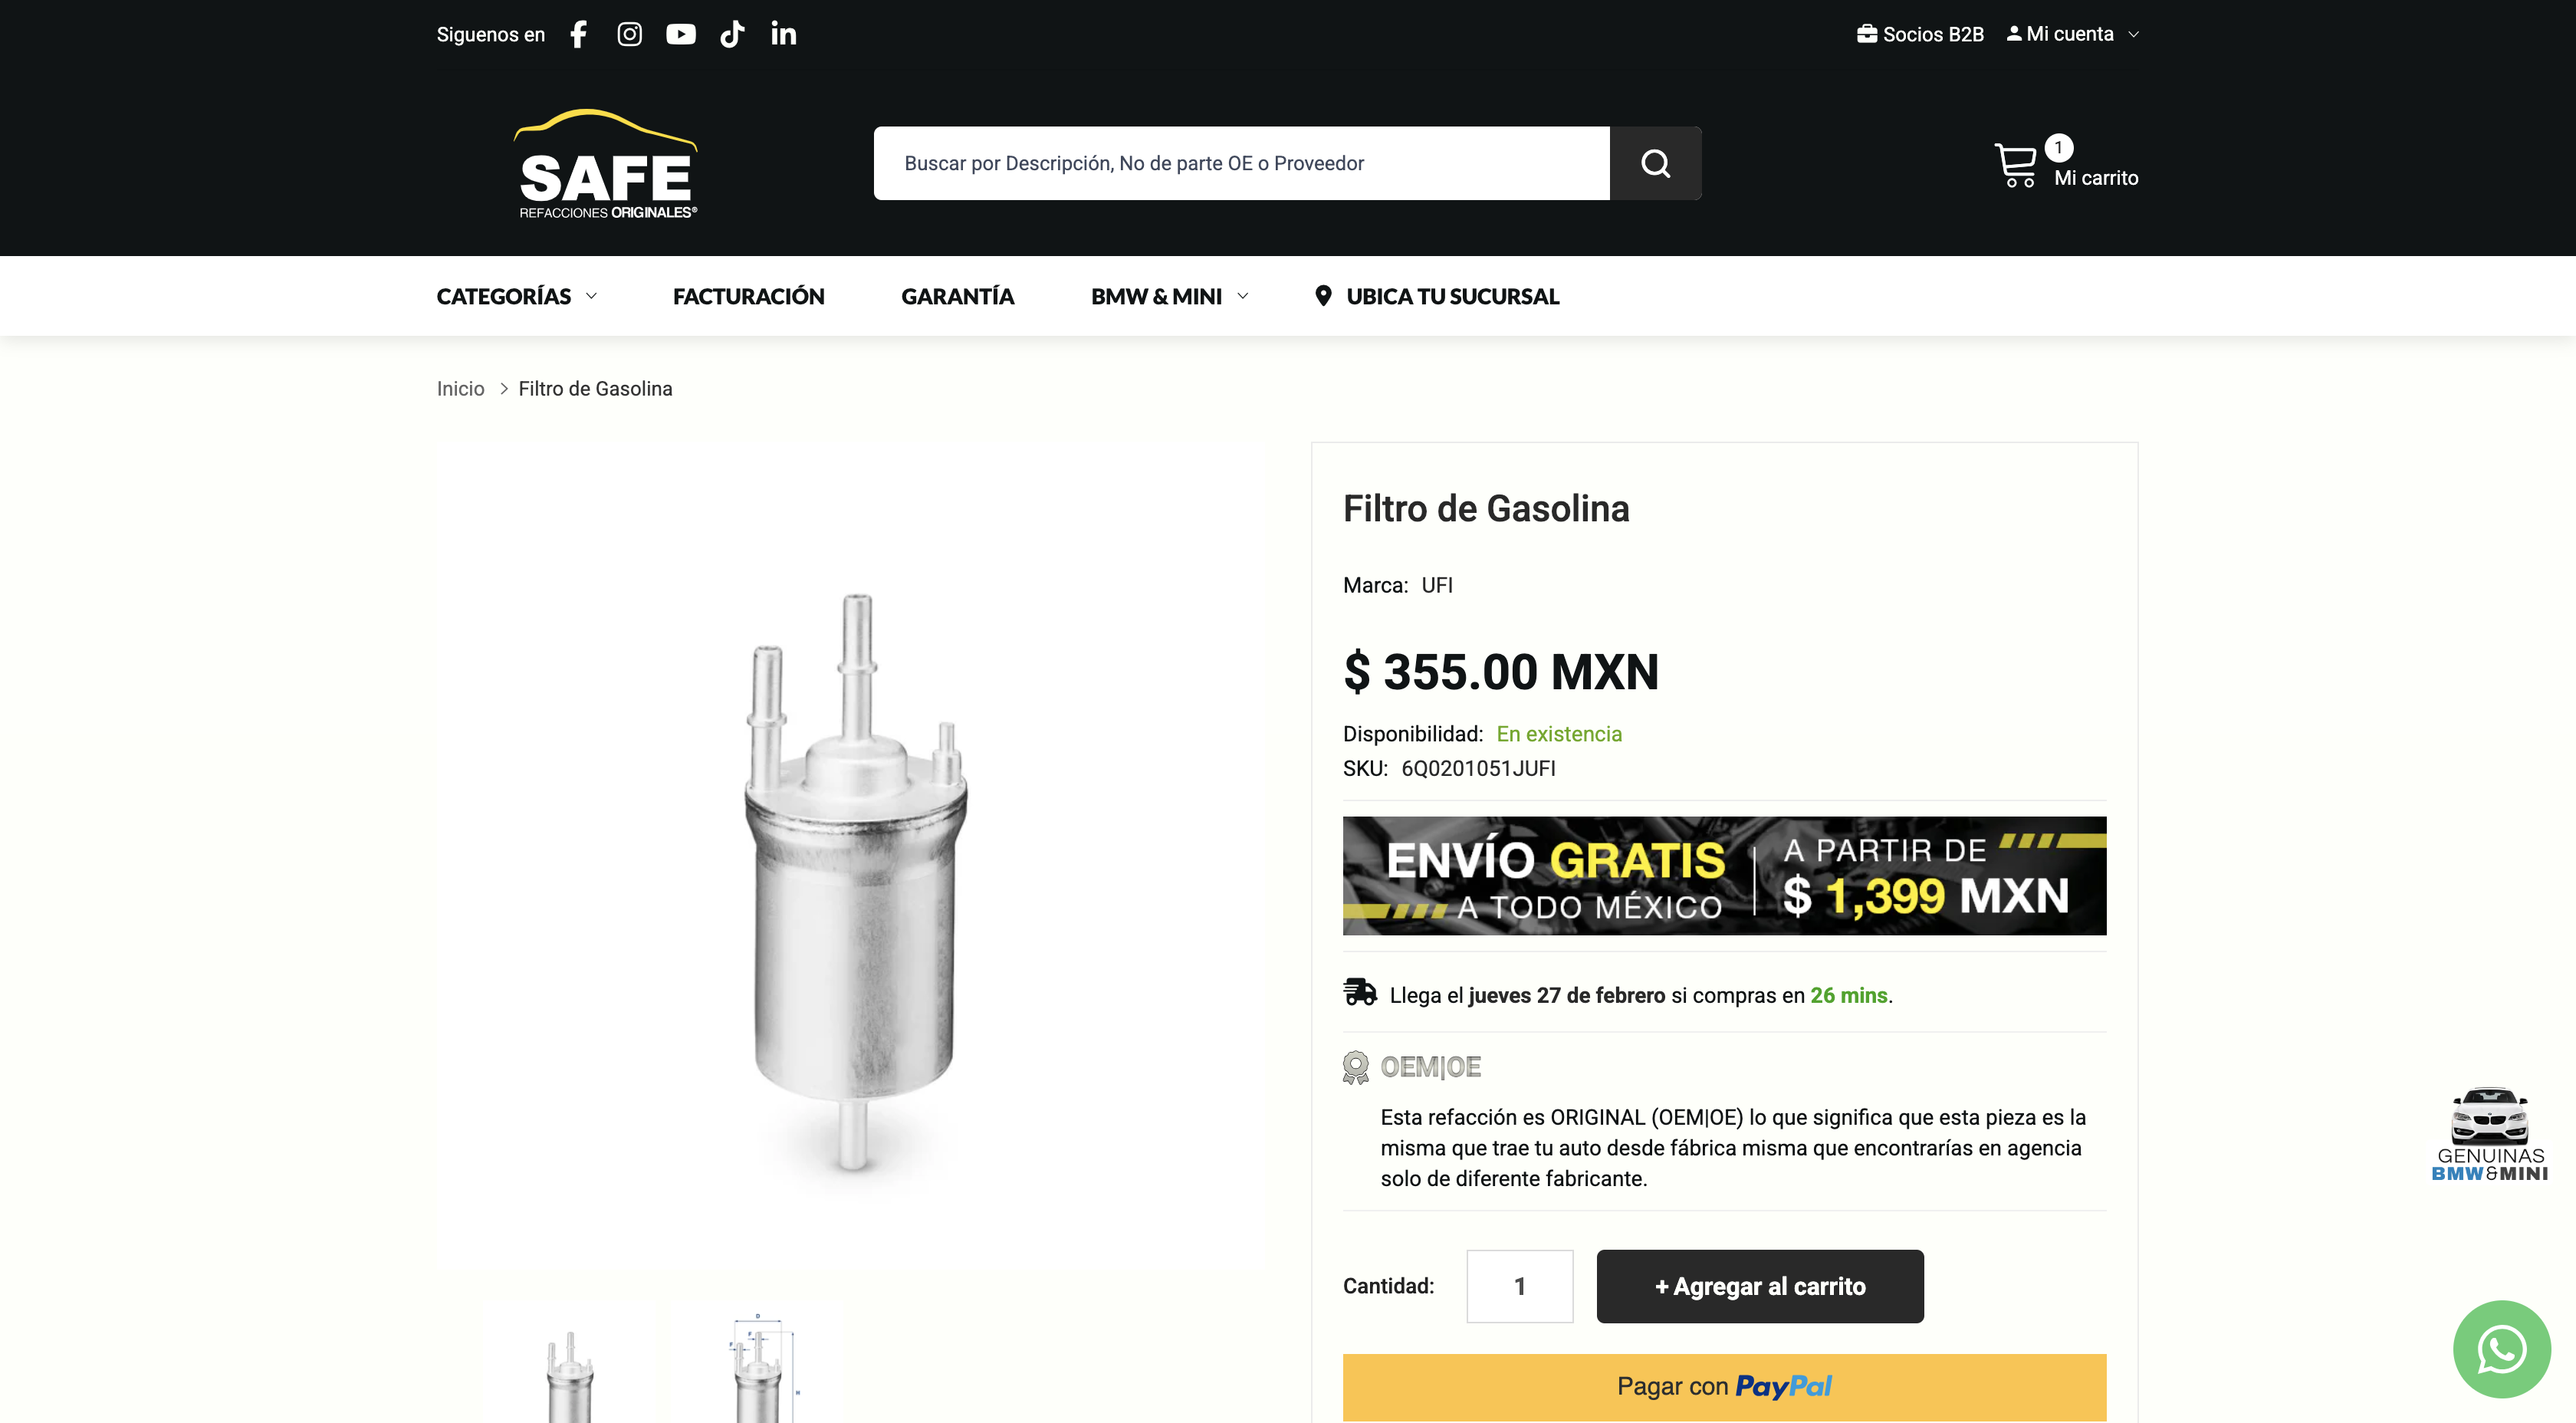 Siguenos en
Socios B2B
Mi cuenta
SAFE
REFACCIONES ORIGINALES®
Buscar por Descripción, No de parte OE o Proveedor
1
Mi carrito
CATEGORÍAS
FACTURACIÓN
GARANTÍA
BMW & MINI
UBICA TU SUCURSAL
Inicio > Filtro de Gasolina
Filtro de Gasolina
Marca: UFI
$ 355.00 MXN
Disponibilidad: En existencia
SKU: 6Q0201051JUFI
ENVÍO GRATIS
A TODO MÉXICO
A PARTIR DE
$ 1,399 MXN
Llega el jueves 27 de febrero si compras en 26 mins.
OEM|OE
Esta refacción es ORIGINAL (OEM|OE) lo que significa que esta pieza es la
misma que trae tu auto desde fábrica misma que encontrarías en agencia
solo de diferente fabricante.
GENUINAS
BMW&MINI
Cantidad: 1
+ Agregar al carrito
Pagar con PayPal
D
F
F
H